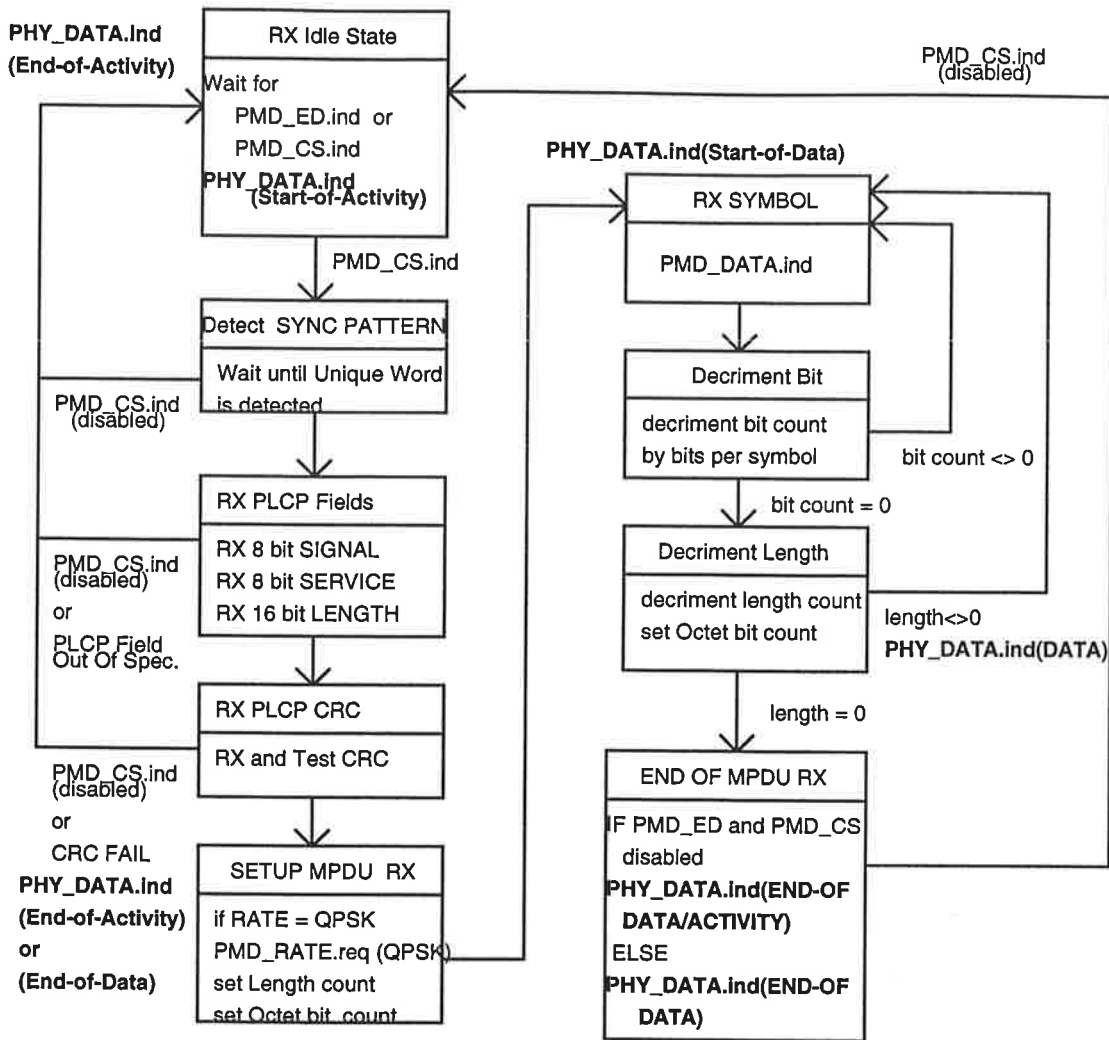 PHY_DATA.ind
(End-of-Activity)
RX Idle State
Wait for
PMD_ED.ind or
PMD_CS.ind
PHY_DATA.ind
(Start-of-Activity)
PMD_CS.ind
Detect SYNC PATTERN
Wait until Unique Word
is detected
PMD_CS.ind
(disabled)
RX PLCP Fields
RX 8 bit SIGNAL
RX 8 bit SERVICE
RX 16 bit LENGTH
PMD_CS.ind
(disabled)
or
PLCP Field
Out Of Spec.
RX PLCP CRC
RX and Test CRC
PMD_CS.ind
(disabled)
or
CRC FAIL
PHY_DATA.ind
(End-of-Activity)
or
(End-of-Data)
SETUP MPDU RX
if RATE = QPSK
PMD_RATE.req (QPSK)
set Length count
set Octet bit count
PMD_CS.ind
(disabled)
PHY_DATA.ind(Start-of-Data)
RX SYMBOL
PMD_DATA.ind
Decriment Bit
decriment bit count
by bits per symbol
bit count <> 0
bit count = 0
Decriment Length
decriment length count
set Octet bit count
length<>0
PHY_DATA.ind(DATA)
length = 0
END OF MPDU RX
IF PMD_ED and PMD_CS
disabled
PHY_DATA.ind(END-OF
DATA/ACTIVITY)
ELSE
PHY_DATA.ind(END-OF
DATA)